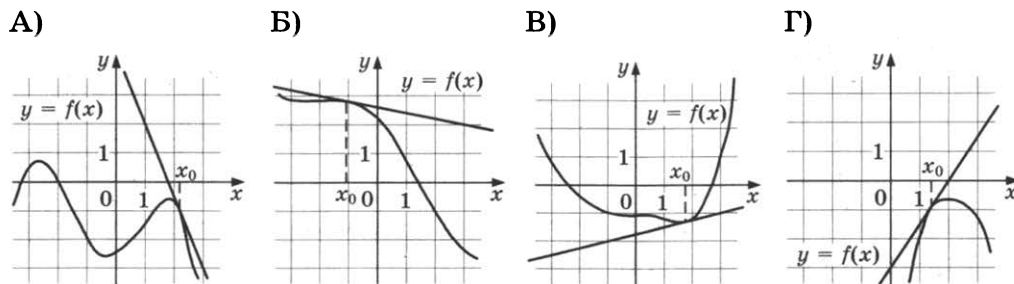 А)
y
y = f(x)
1
x₀
0
1
x
Б)
y
y = f(x)
1
x₀
0
1
x
В)
y
y = f(x)
1
x₀
0
1
x
Г)
y
1
x₀
0
1
x
y = f(x)